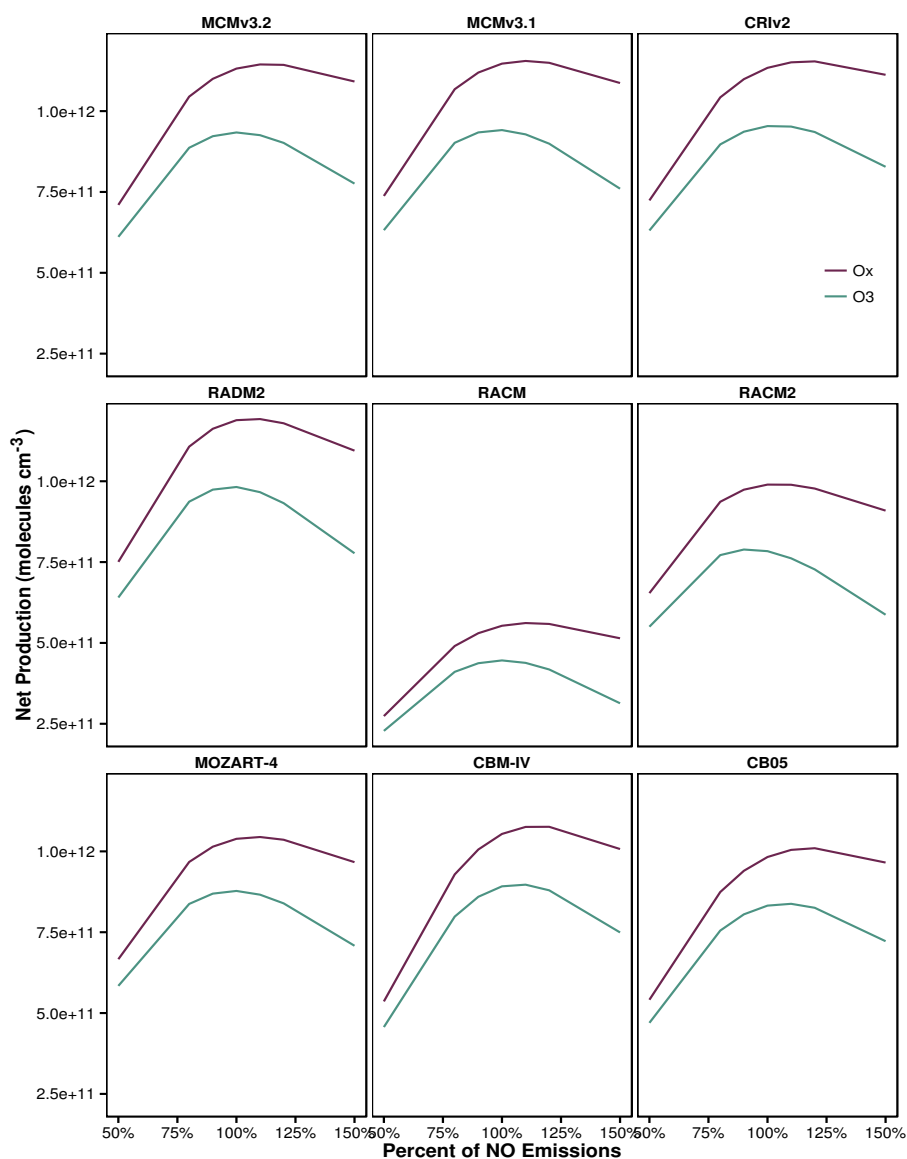 MCMv3.2 MCMv3.1 CRIv2
1.0e+12
7.5e+11
5.0e+11
2.5e+11
Ox
O3
RADM2 RACM RACM2
1.0e+12
7.5e+11
5.0e+11
2.5e+11
Net Production (molecules cm⁻³)
MOZART-4 CBM-IV CB05
1.0e+12
7.5e+11
5.0e+11
2.5e+11
50% 75% 100% 125% 150% 50% 75% 100% 125% 150% 50% 75% 100% 125% 150%
Percent of NO Emissions